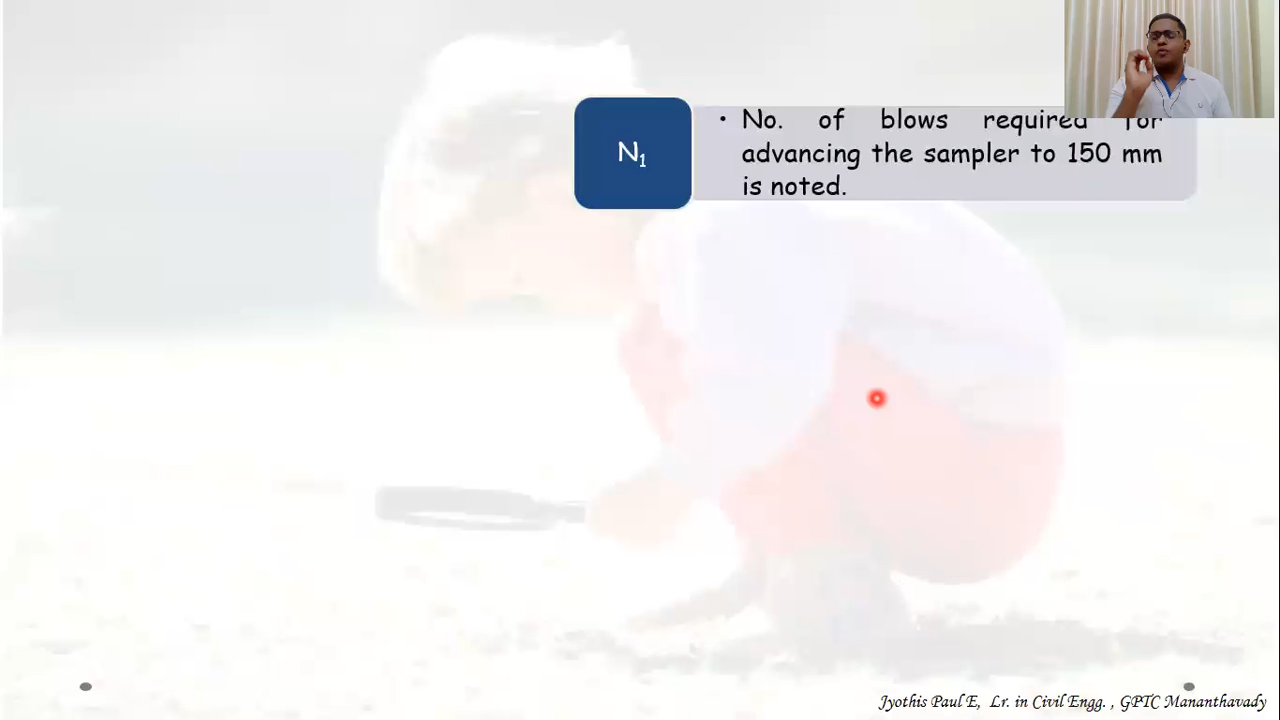 N₁
• No. of blows required for
advancing the sampler to 150 mm
is noted.
Jyothis Paul E, Lr. in Civil Engg. , GPTC Mananthavady